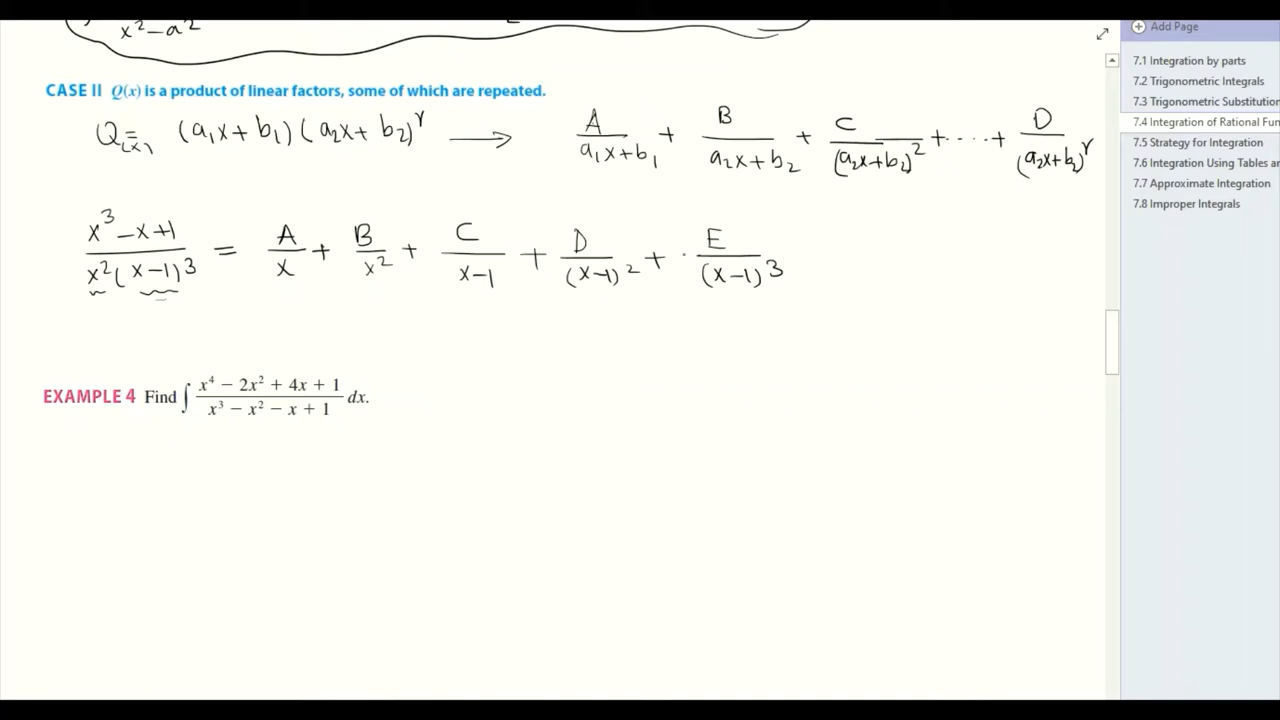 x² - a²
Add Page
7.1 Integration by parts
7.2 Trigonometric Integrals
7.3 Trigonometric Substitution
7.4 Integration of Rational Fun
7.5 Strategy for Integration
7.6 Integration Using Tables a
7.7 Approximate Integration
7.8 Improper Integrals
CASE II Q(x) is a product of linear factors, some of which are repeated.
Q(x) = (a₁x + b₁)(a₂x + b₂)ʳ ⟶ A/(a₁x+b₁) + B/(a₂x+b₂) + C/(a₂x+b₂)² + ···· + D/(a₂x+b₂)ʳ
(x³ - x + 1)/(x²(x-1)³) = A/x + B/x² + C/(x-1) + D/(x-1)² + · E/(x-1)³
EXAMPLE 4 Find ∫ (x⁴ − 2x² + 4x + 1)/(x³ − x² − x + 1) dx.